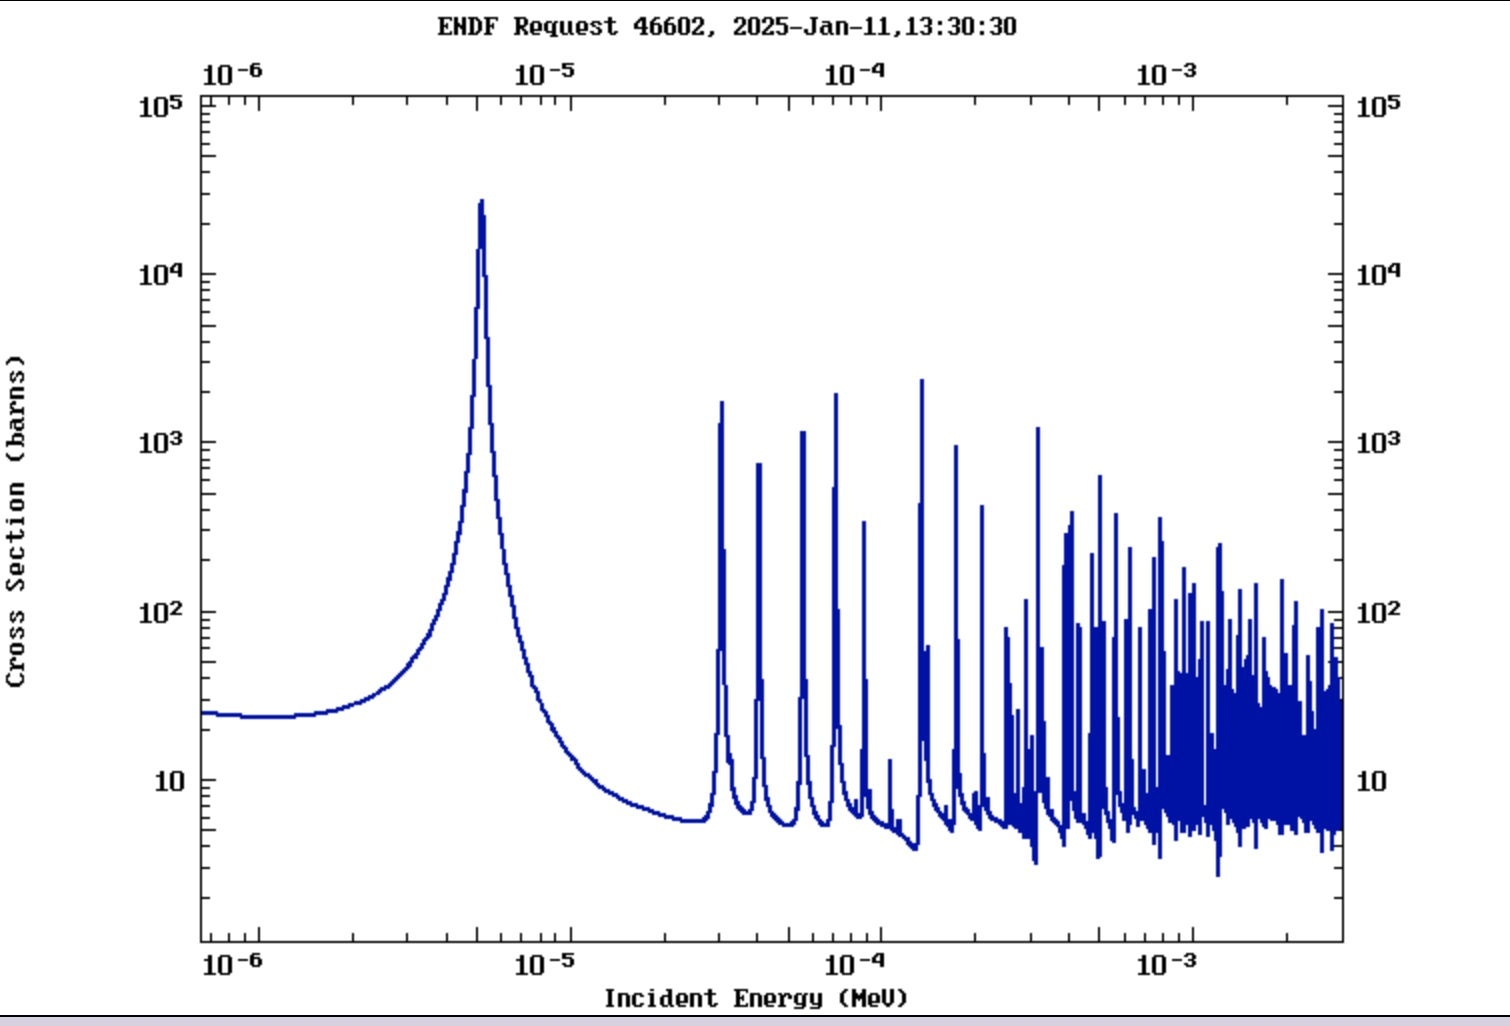 ENDF Request 46602, 2025-Jan-11,13:30:30
10⁻⁶ 10⁻⁵ 10⁻⁴ 10⁻³
10⁵ 10⁵
10⁴ 10⁴
10³ 10³
10² 10²
10 10
Cross Section (barns)
10⁻⁶ 10⁻⁵ 10⁻⁴ 10⁻³
Incident Energy (MeV)